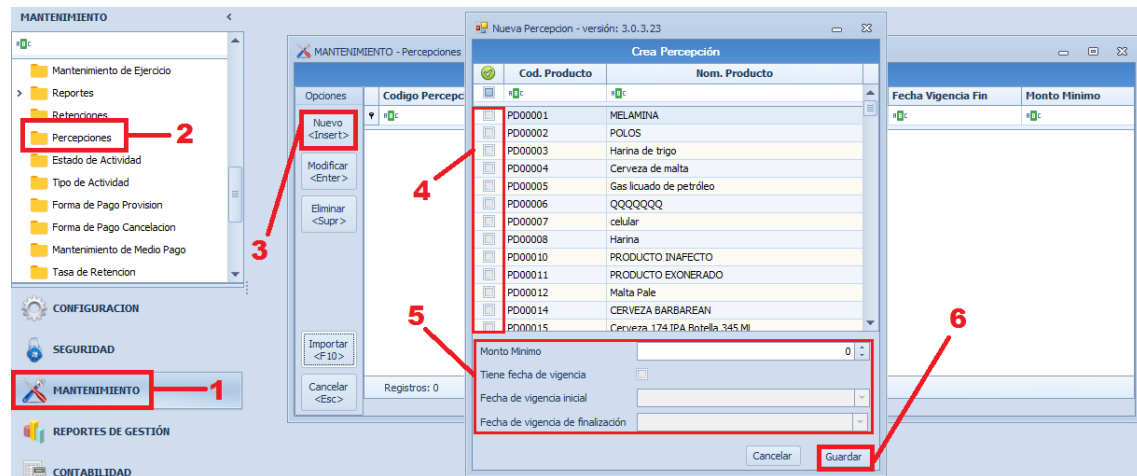 MANTENIMIENTO
Mantenimiento de Ejercicio
Reportes
Retenciones
Percepciones
2
Estado de Actividad
Tipo de Actividad
Forma de Pago Provision
Forma de Pago Cancelacion
Mantenimiento de Medio Pago
Tasa de Retencion
CONFIGURACION
SEGURIDAD
MANTENIMIENTO
1
REPORTES DE GESTIÓN
CONTABILIDAD
MANTENIMIENTO - Percepciones
Opciones
Codigo Percepc
Fecha Vigencia Fin
Monto Minimo
Nuevo
<Insert>
3
Modificar
<Enter>
Eliminar
<Supr>
Importar
<F10>
Cancelar
<Esc>
Registros: 0
Nueva Percepcion - versión: 3.0.3.23
Crea Percepción
Cod. Producto
Nom. Producto
PD00001 MELAMINA
PD00002 POLOS
PD00003 Harina de trigo
PD00004 Cerveza de malta
4
PD00005 Gas licuado de petróleo
PD00006 QQQQQQQ
PD00007 celular
PD00008 Harina
PD00010 PRODUCTO INAFECTO
PD00011 PRODUCTO EXONERADO
PD00012 Malta Pale
PD00014 CERVEZA BARBAREAN
PD00015 Cerveza 174 IPA Botella 345 ML
5
Monto Minimo 0
Tiene fecha de vigencia
Fecha de vigencia inicial
Fecha de vigencia de finalización
6
Cancelar
Guardar